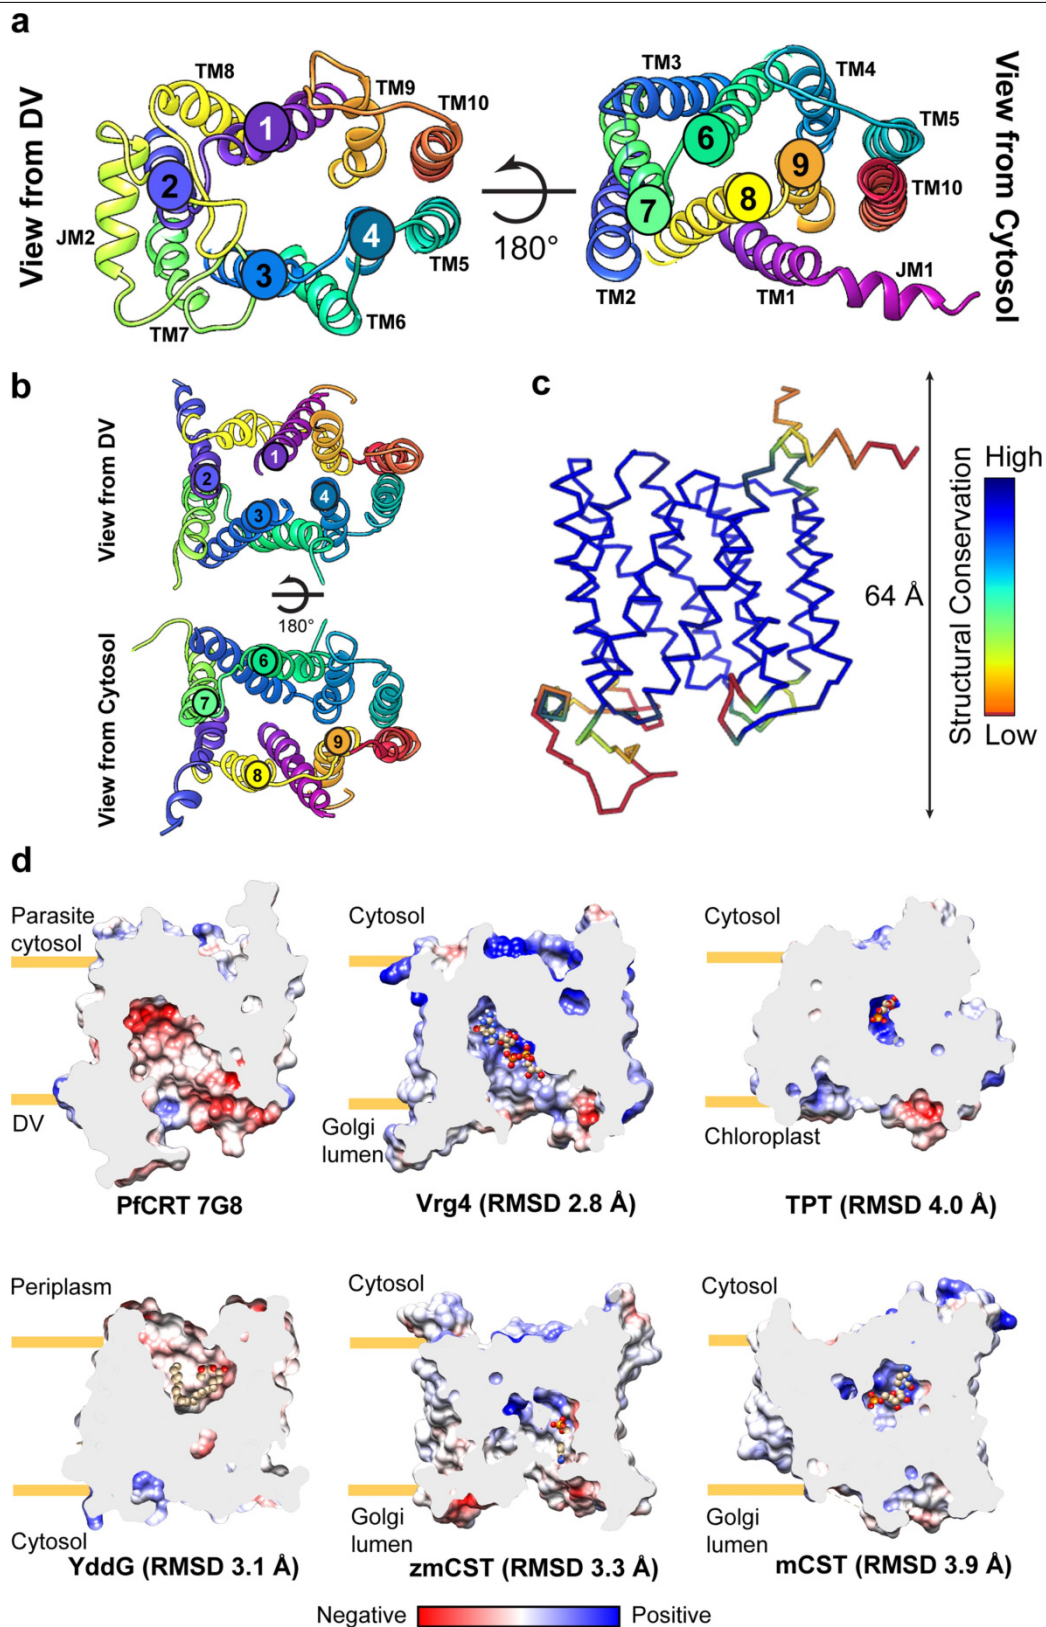 a
View from DV
TM8
TM9
TM10
1
2
3
4
JM2
TM5
TM6
TM7
180°
View from Cytosol
TM3
TM4
TM5
6
9
7
8
TM10
JM1
TM2
TM1
b
View from DV
1
2
3
4
180°
View from Cytosol
6
7
9
8
c
64 Å
Structural Conservation
High
Low
d
Parasite
cytosol
DV
PfCRT 7G8
Cytosol
Golgi
lumen
Vrg4 (RMSD 2.8 Å)
Cytosol
Chloroplast
TPT (RMSD 4.0 Å)
Periplasm
Cytosol
YddG (RMSD 3.1 Å)
Cytosol
Golgi
lumen
zmCST (RMSD 3.3 Å)
Cytosol
Golgi
lumen
mCST (RMSD 3.9 Å)
Negative
Positive